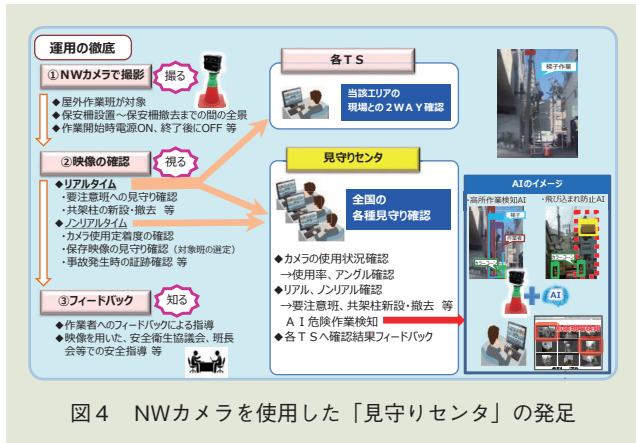 運用の徹底
①NWカメラで撮影
撮る
◆屋外作業班が対象
◆保安柵設置～保安柵撤去までの間の全景
◆作業開始時電源ON、終了後にOFF 等
②映像の確認
視る
◆リアルタイム
・要注意班への見守り確認
・共架柱の新設・撤去 等
◆ノンリアルタイム
・カメラ使用定着度の確認
・保存映像の見守り確認（対象班の選定）
・事故発生時の証跡確認 等
③フィードバック
知る
◆作業者へのフィードバックによる指導
◆映像を用いた、安全衛生協議会、班長
会等での安全指導 等
各TS
当該エリアの
現場との2WAY確認
見守りセンタ
全国の
各種見守り確認
◆カメラの使用状況確認
→使用率、アングル確認
◆リアル、ノンリアル確認
→要注意班、共架柱新設・撤去 等
AI危険作業検知
◆各TSへ確認結果フィードバック
梯子作業
AIのイメージ
・高所作業検知AI
・飛び込まれ防止AI
梯子
作業者
AI
図4 NWカメラを使用した「見守りセンタ」の発足